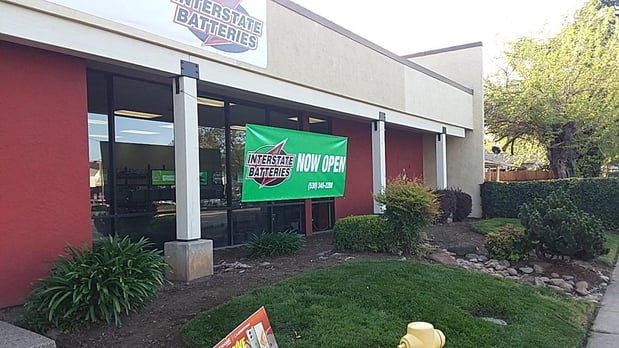 INTERSTATE
BATTERIES
INTERSTATE
BATTERIES
NOW OPEN